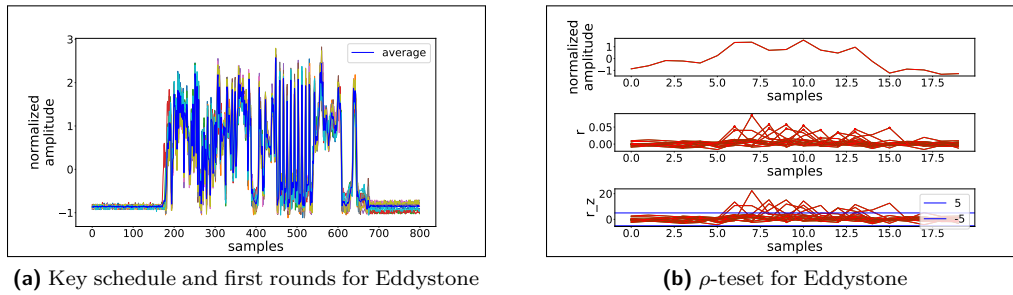 3
2
1
0
−1
normalized
amplitude
average
0 100 200 300 400 500 600 700 800
samples
(a) Key schedule and first rounds for Eddystone
normalized
amplitude
1
0
−1
0.0 2.5 5.0 7.5 10.0 12.5 15.0 17.5
samples
r
0.05
0.00
0.0 2.5 5.0 7.5 10.0 12.5 15.0 17.5
samples
r_z
20
0
5
-5
0.0 2.5 5.0 7.5 10.0 12.5 15.0 17.5
samples
(b) ρ-teset for Eddystone